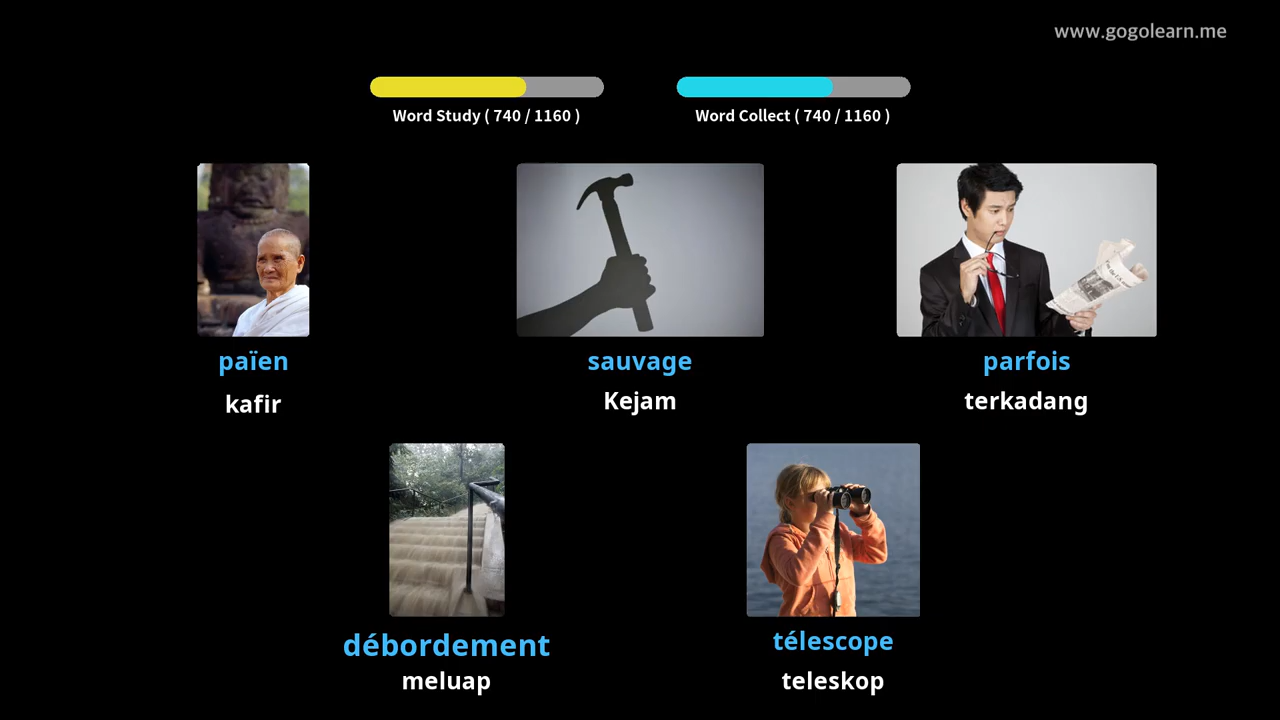 www.gogolearn.me
Word Study ( 740 / 1160 )
Word Collect ( 740 / 1160 )
païen
sauvage
parfois
kafir
Kejam
terkadang
débordement
télescope
meluap
teleskop